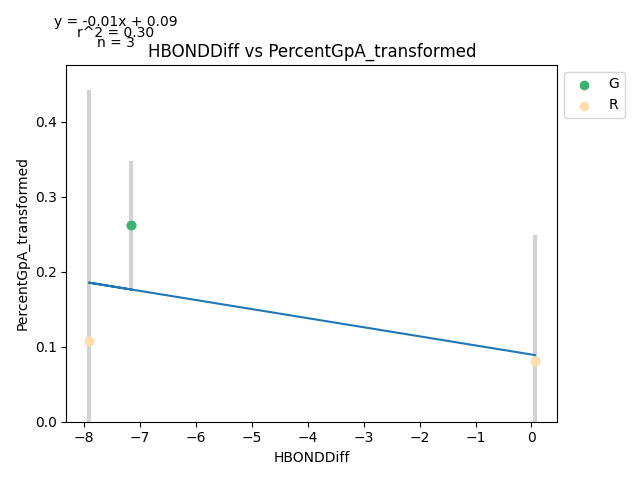 y = -0.01x + 0.09
r^2 = 0.30
n = 3
HBONDDiff vs PercentGpA_transformed
G
R
PercentGpA_transformed
0.4
0.3
0.2
0.1
0.0
−8 −7 −6 −5 −4 −3 −2 −1 0
HBONDDiff